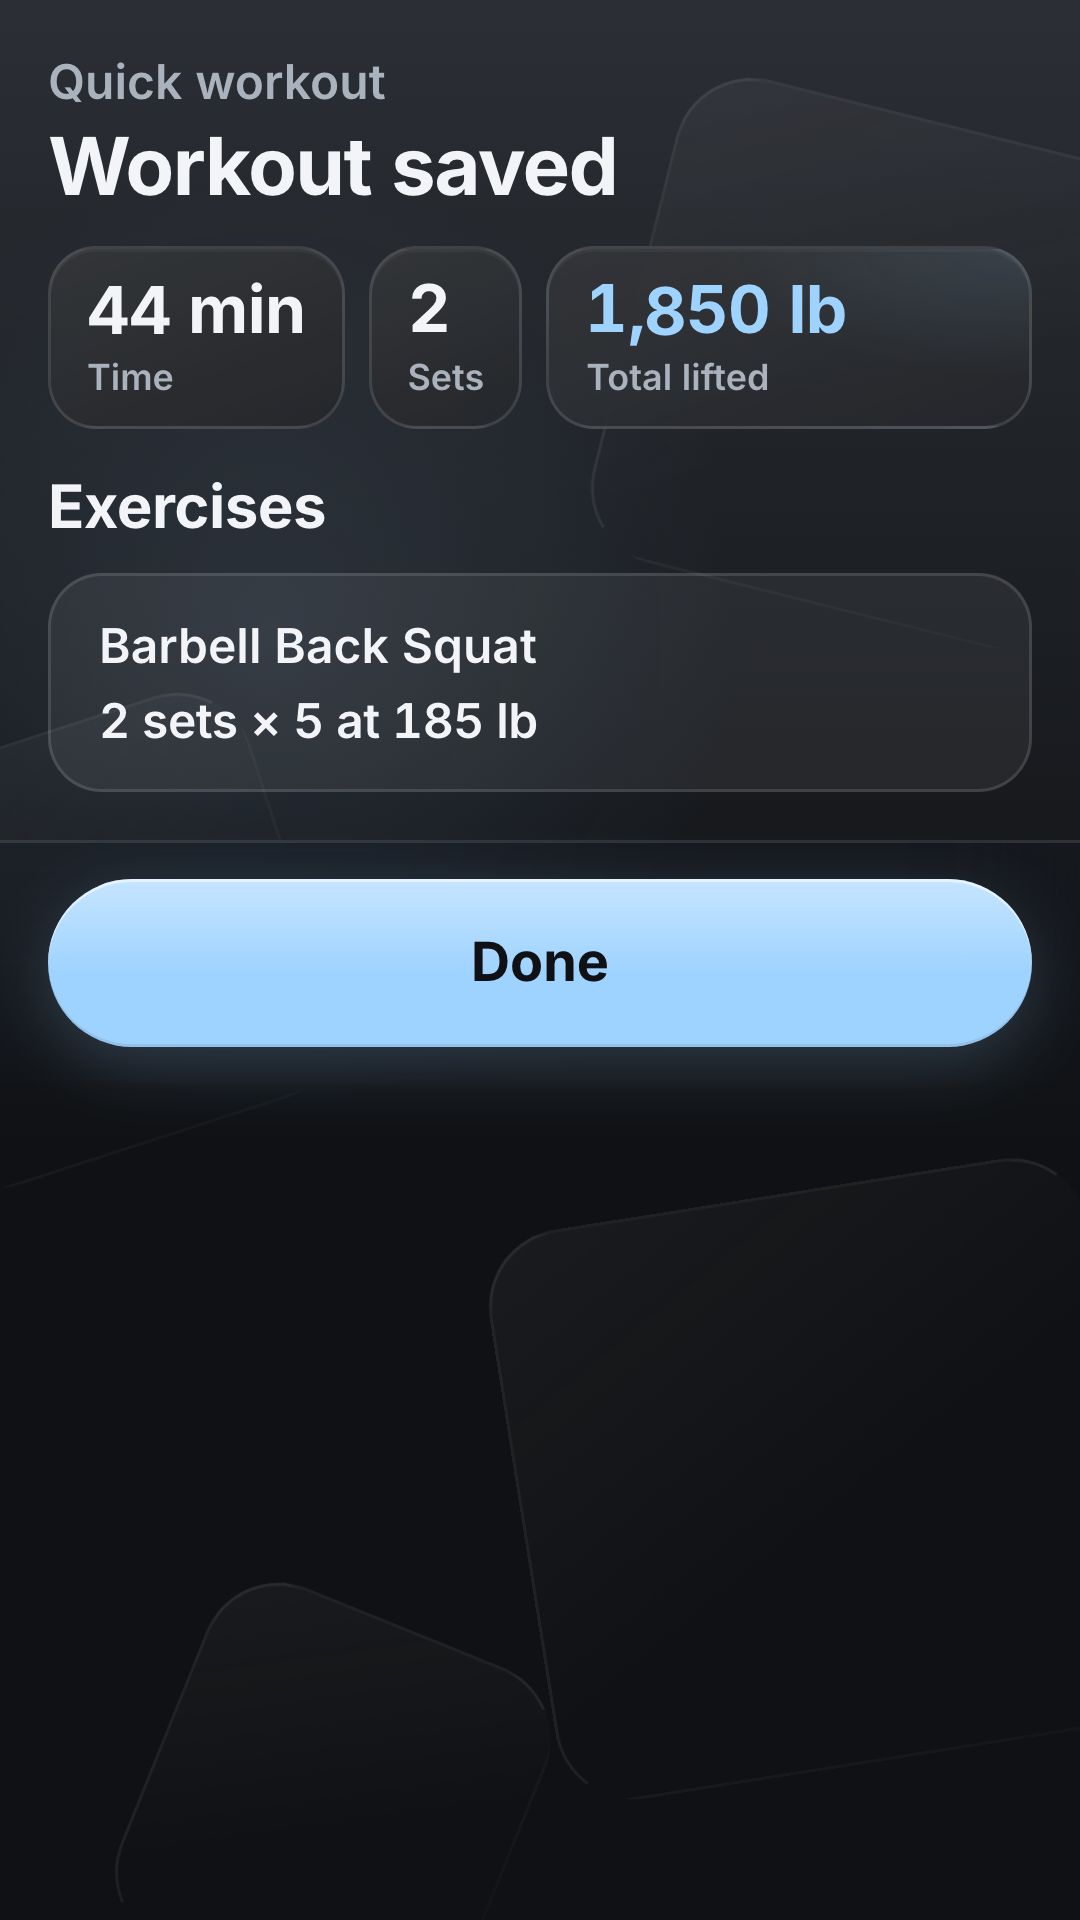 Quick workout
Workout saved
44 min
Time
2
Sets
1,850 lb
Total lifted
Exercises
Barbell Back Squat
2 sets × 5 at 185 lb
Done